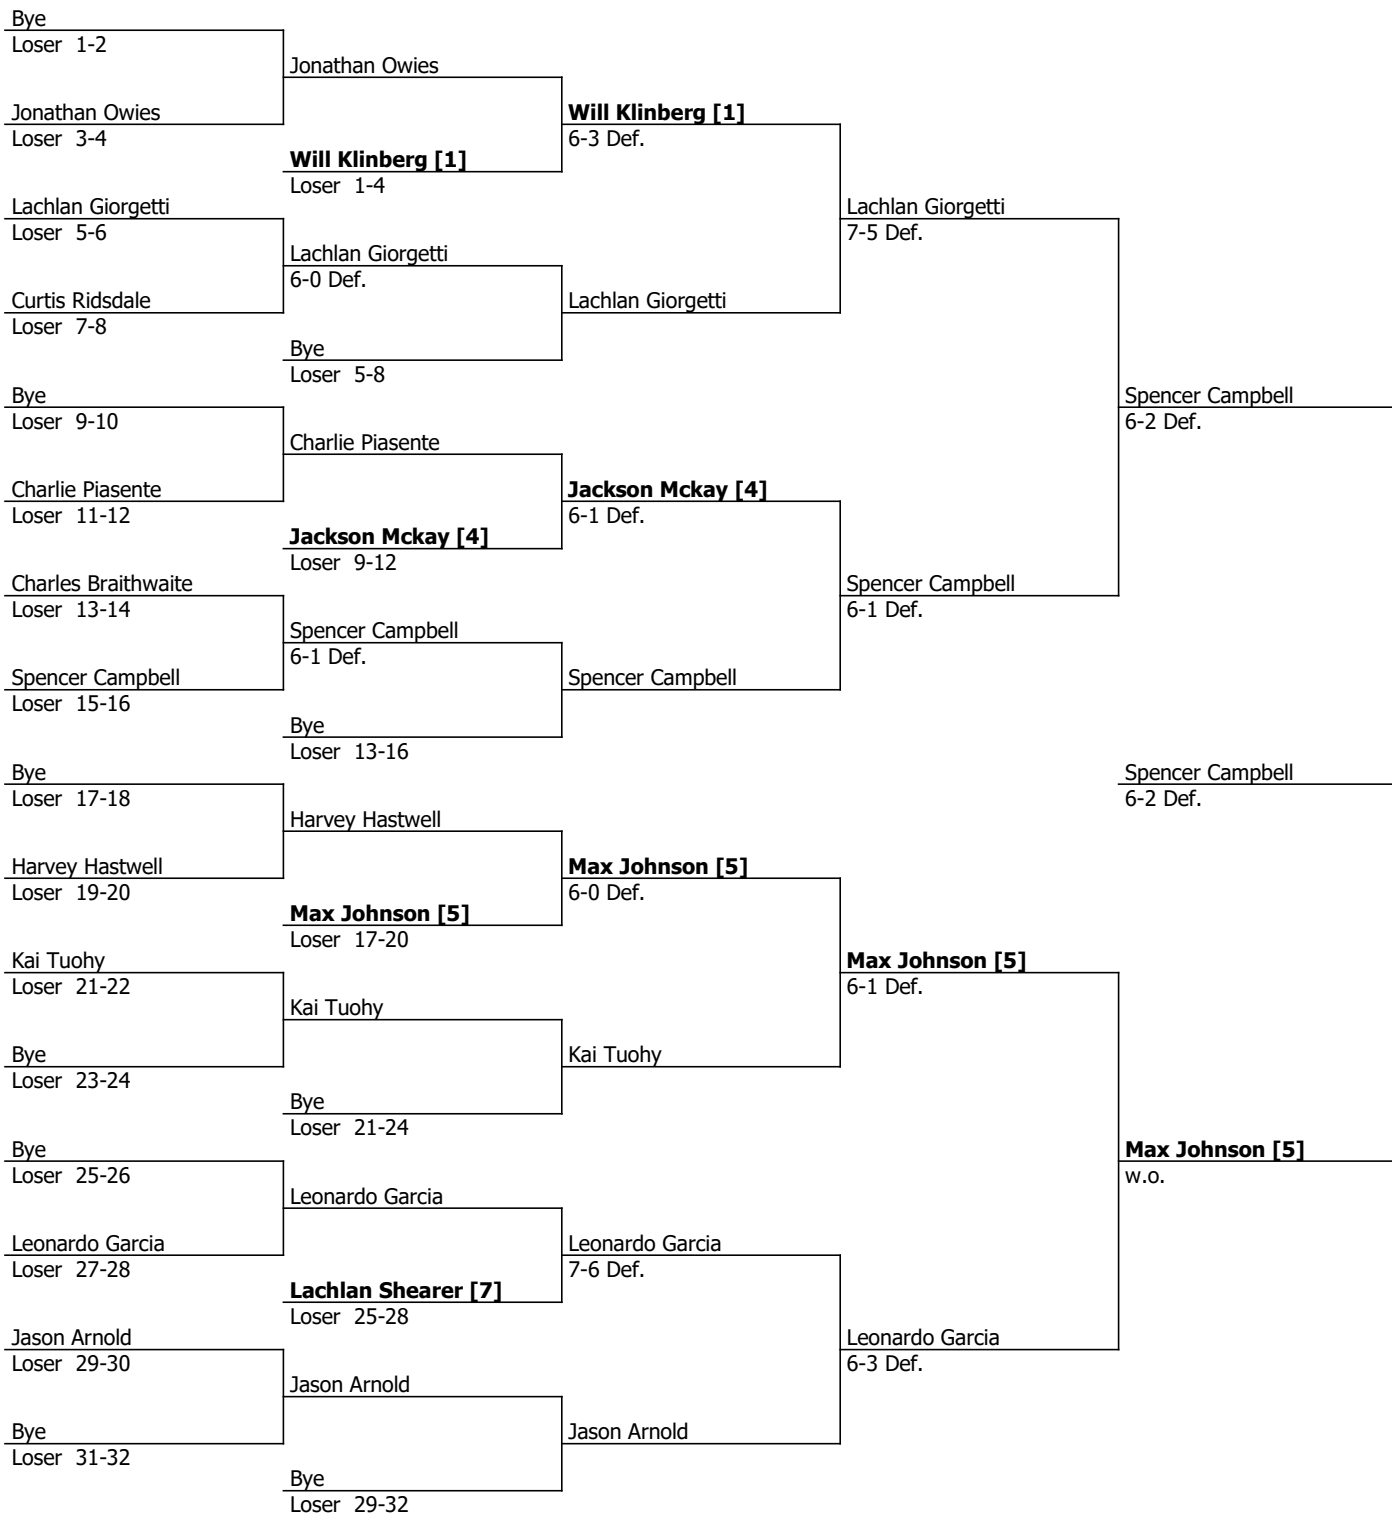 Bye
Loser 1-2
Jonathan Owies
Loser 3-4
Lachlan Giorgetti
Loser 5-6
Curtis Ridsdale
Loser 7-8
Bye
Loser 9-10
Charlie Piasente
Loser 11-12
Charles Braithwaite
Loser 13-14
Spencer Campbell
Loser 15-16
Bye
Loser 17-18
Harvey Hastwell
Loser 19-20
Kai Tuohy
Loser 21-22
Bye
Loser 23-24
Bye
Loser 25-26
Leonardo Garcia
Loser 27-28
Jason Arnold
Loser 29-30
Bye
Loser 31-32
Jonathan Owies
Will Klinberg [1]
Loser 1-4
Lachlan Giorgetti
6-0 Def.
Bye
Loser 5-8
Charlie Piasente
Jackson Mckay [4]
Loser 9-12
Spencer Campbell
6-1 Def.
Bye
Loser 13-16
Harvey Hastwell
Max Johnson [5]
Loser 17-20
Kai Tuohy
Bye
Loser 21-24
Leonardo Garcia
Lachlan Shearer [7]
Loser 25-28
Jason Arnold
Bye
Loser 29-32
Will Klinberg [1]
6-3 Def.
Lachlan Giorgetti
Jackson Mckay [4]
6-1 Def.
Spencer Campbell
Max Johnson [5]
6-0 Def.
Kai Tuohy
Leonardo Garcia
7-6 Def.
Jason Arnold
Lachlan Giorgetti
7-5 Def.
Spencer Campbell
6-1 Def.
Max Johnson [5]
6-1 Def.
Leonardo Garcia
6-3 Def.
Spencer Campbell
6-2 Def.
Spencer Campbell
6-2 Def.
Max Johnson [5]
w.o.